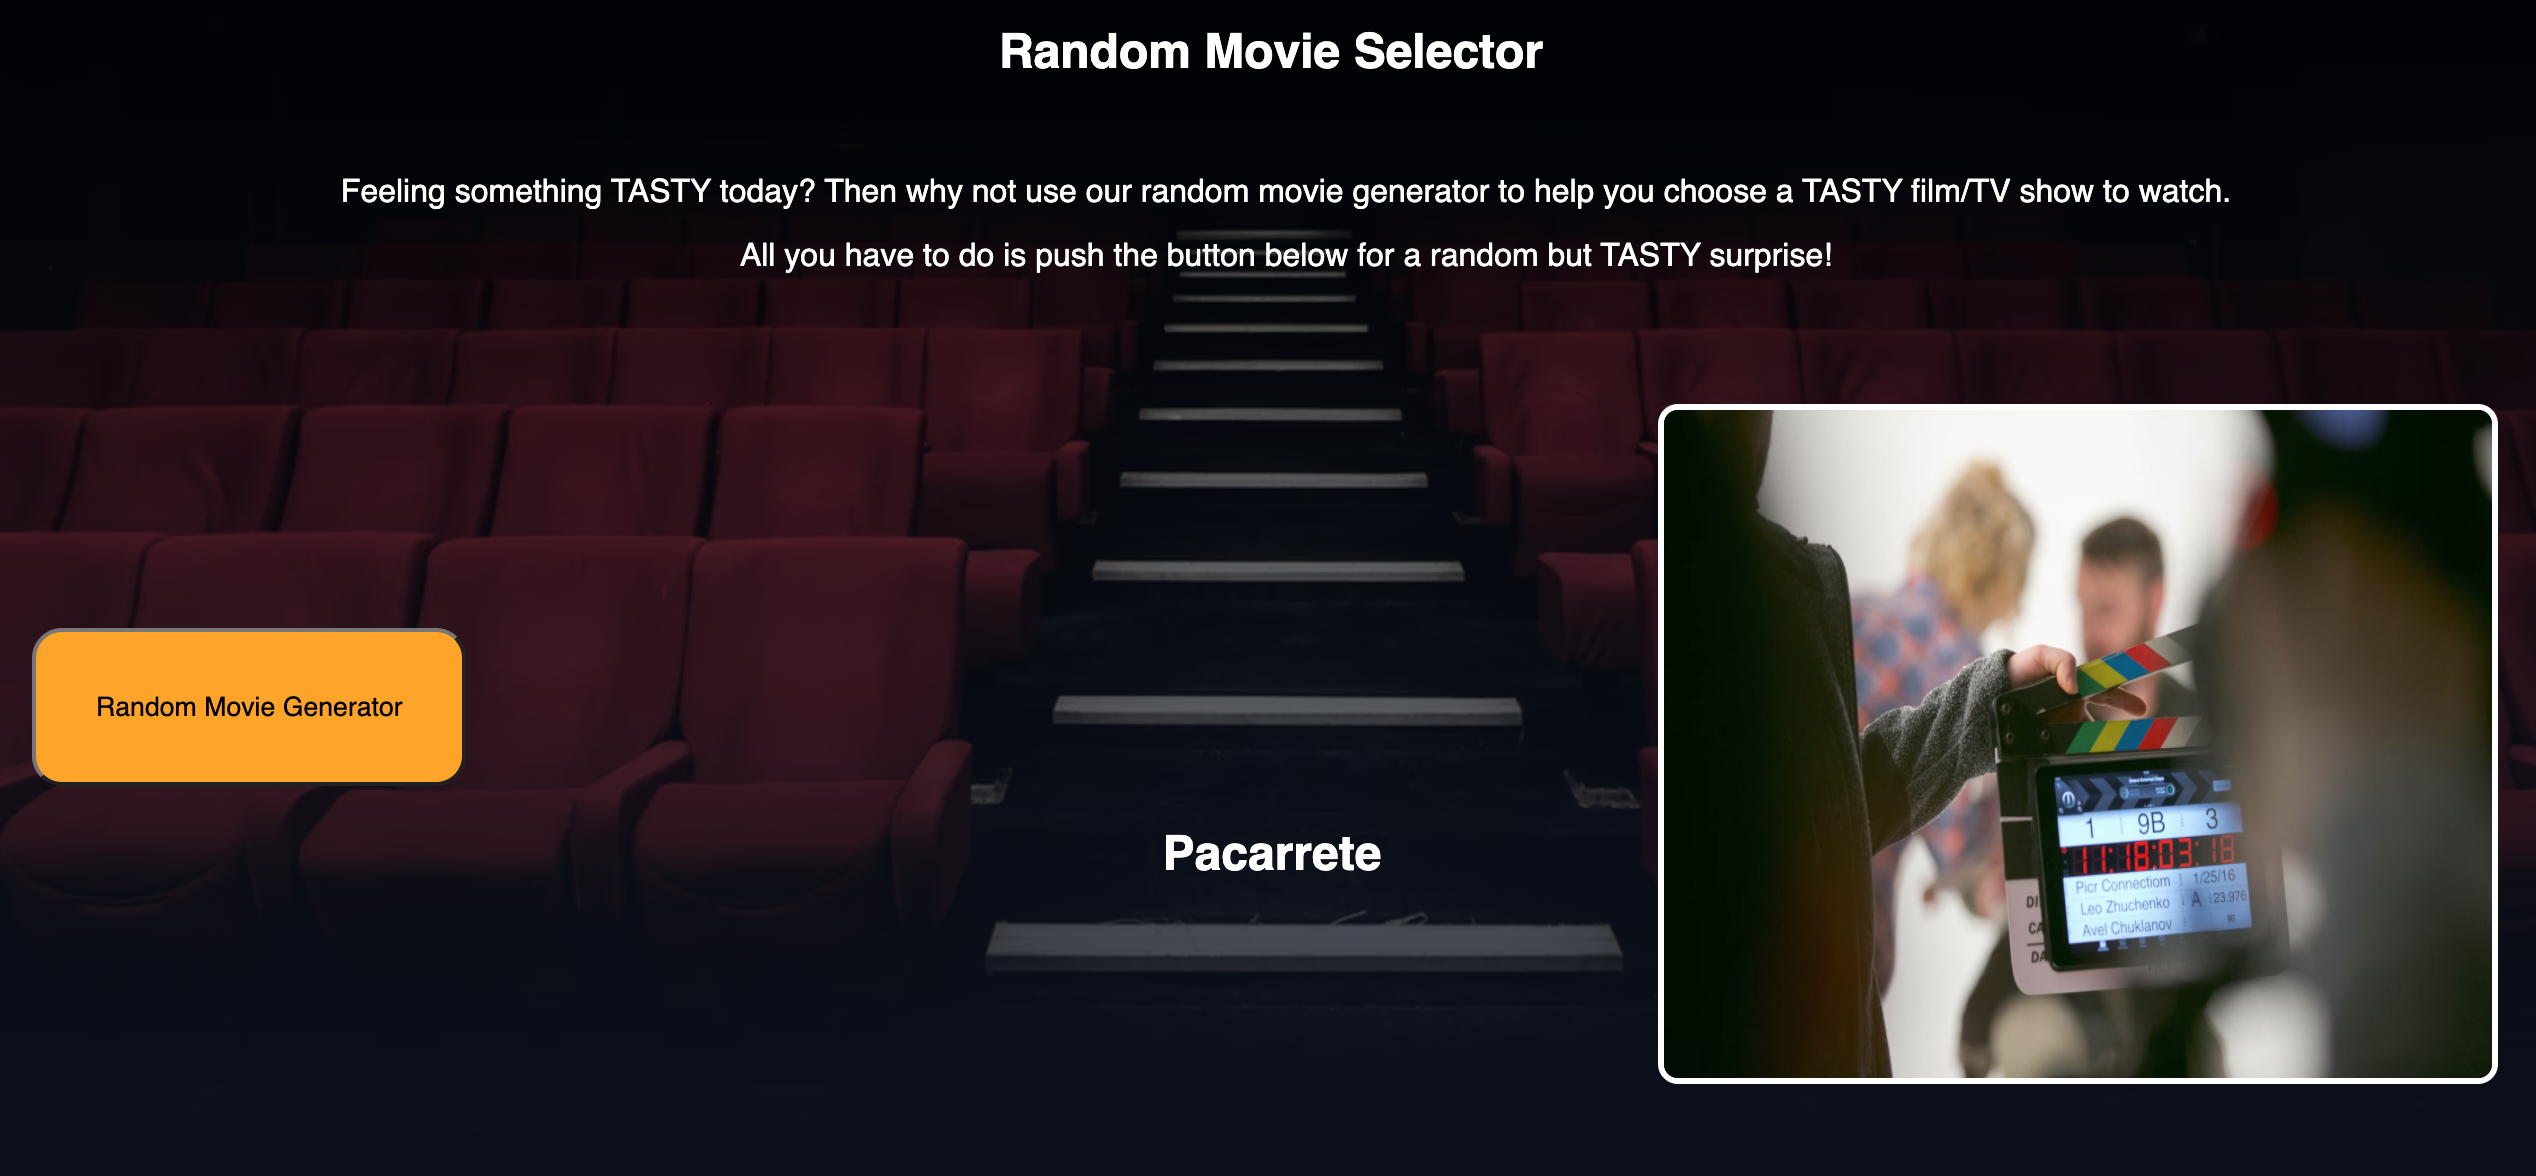 Random Movie Selector
Feeling something TASTY today? Then why not use our random movie generator to help you choose a TASTY film/TV show to watch.
All you have to do is push the button below for a random but TASTY surprise!
Random Movie Generator
Pacarrete
1 9B 3
11:18:03:18
Picr Connectiom 1/25/16
Leo Zhuchenko A 23.976
Avel Chuklanov
DI
CA
DA